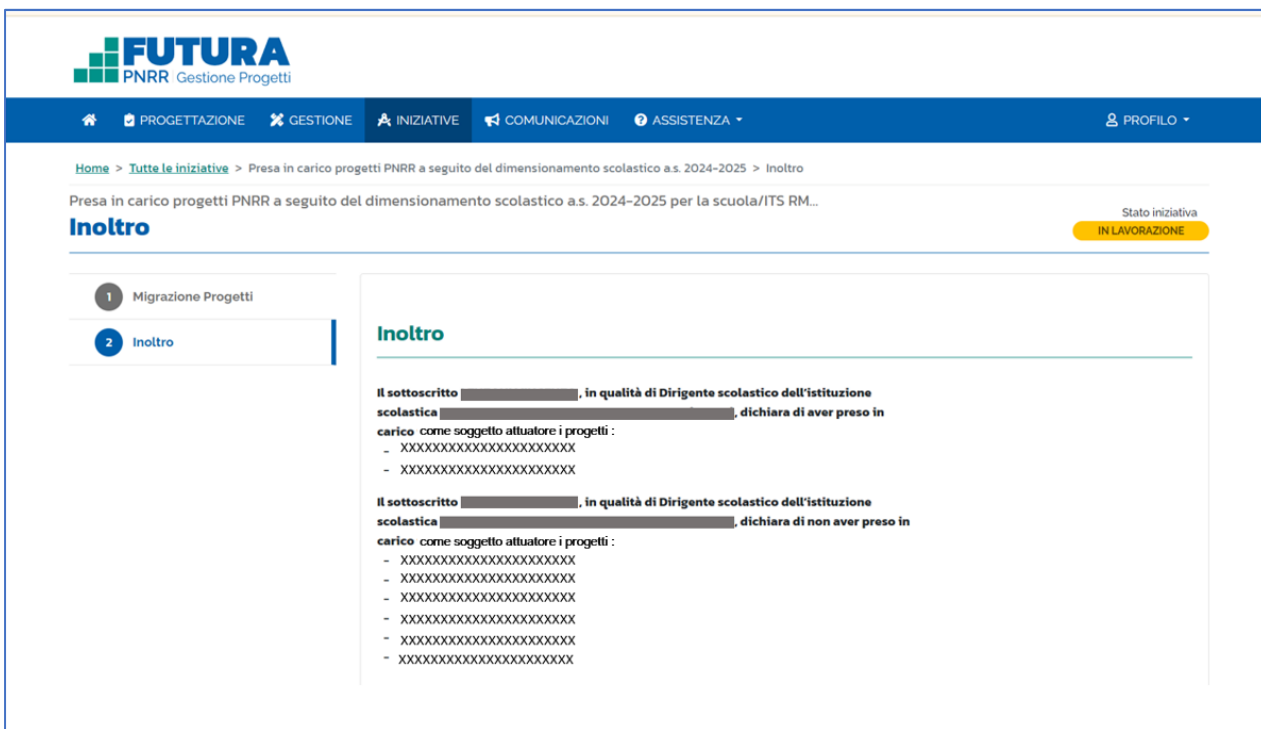 FUTURA
PNRR Gestione Progetti
PROGETTAZIONE GESTIONE INIZIATIVE COMUNICAZIONI ASSISTENZA PROFILO
Home > Tutte le iniziative > Presa in carico progetti PNRR a seguito del dimensionamento scolastico a.s. 2024-2025 > Inoltro
Presa in carico progetti PNRR a seguito del dimensionamento scolastico a.s. 2024-2025 per la scuola/ITS RM...
Inoltro
Stato iniziativa
IN LAVORAZIONE
1 Migrazione Progetti
2 Inoltro
Inoltro
Il sottoscritto , in qualità di Dirigente scolastico dell'istituzione
scolastica , dichiara di aver preso in
carico come soggetto attuatore i progetti :
- XXXXXXXXXXXXXXXXXXXXXX
- XXXXXXXXXXXXXXXXXXXXXX
Il sottoscritto , in qualità di Dirigente scolastico dell'istituzione
scolastica , dichiara di non aver preso in
carico come soggetto attuatore i progetti :
- XXXXXXXXXXXXXXXXXXXXXX
- XXXXXXXXXXXXXXXXXXXXXX
- XXXXXXXXXXXXXXXXXXXXXX
- XXXXXXXXXXXXXXXXXXXXXX
- XXXXXXXXXXXXXXXXXXXXXX
- XXXXXXXXXXXXXXXXXXXXXX